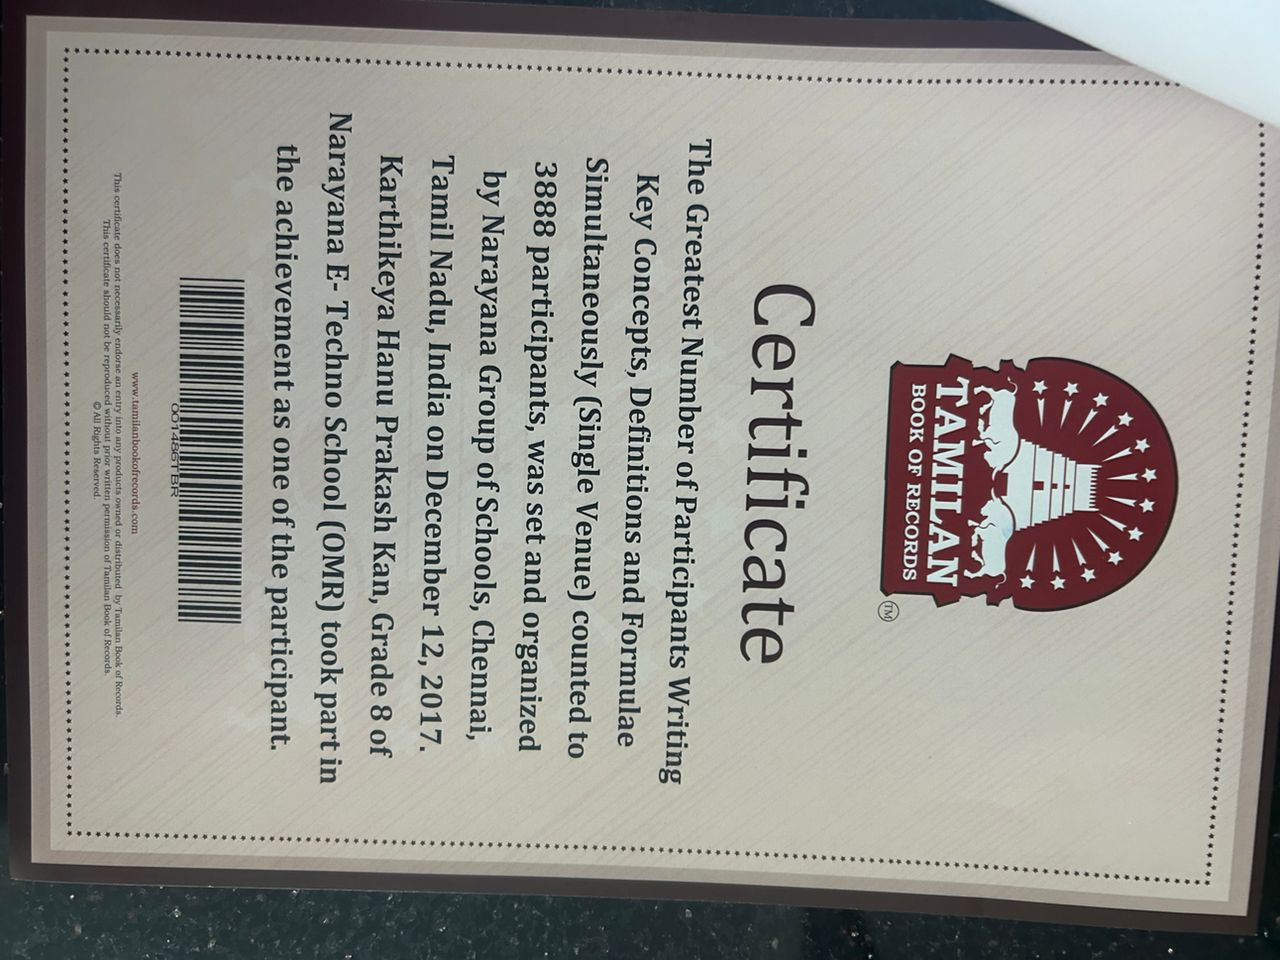 TAMILAN
BOOK OF RECORDS
TM
Certificate
The Greatest Number of Participants Writing
Key Concepts, Definitions and Formulae
Simultaneously (Single Venue) counted to
3888 participants, was set and organized
by Narayana Group of Schools, Chennai,
Tamil Nadu, India on December 12, 2017.
Karthikeya Hanu Prakash Kan, Grade 8 of
Narayana E- Techno School (OMR) took part in
the achievement as one of the participant.
001486TBR
www.tamilanbookofrecords.com
This certificate does not necessarily endorse an entry into any products owned or distributed by Tamilan Book of Records.
This certificate should not be reproduced without prior written permission of Tamilan Book of Records.
© All Rights Reserved.